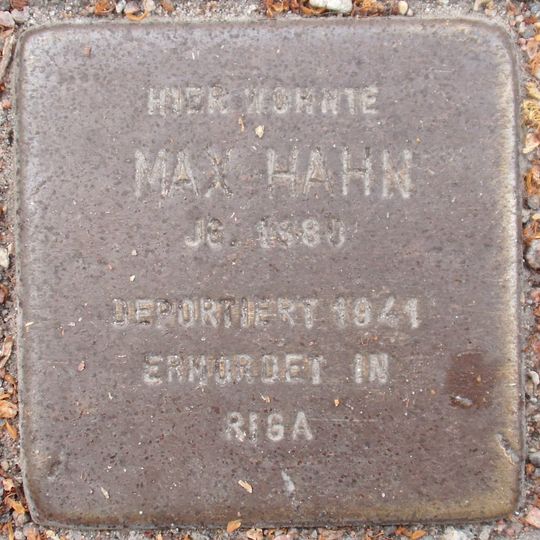 HIER WOHNTE
MAX HAHN
JG. 1880
DEPORTIERT 1941
ERMORDET IN
RIGA